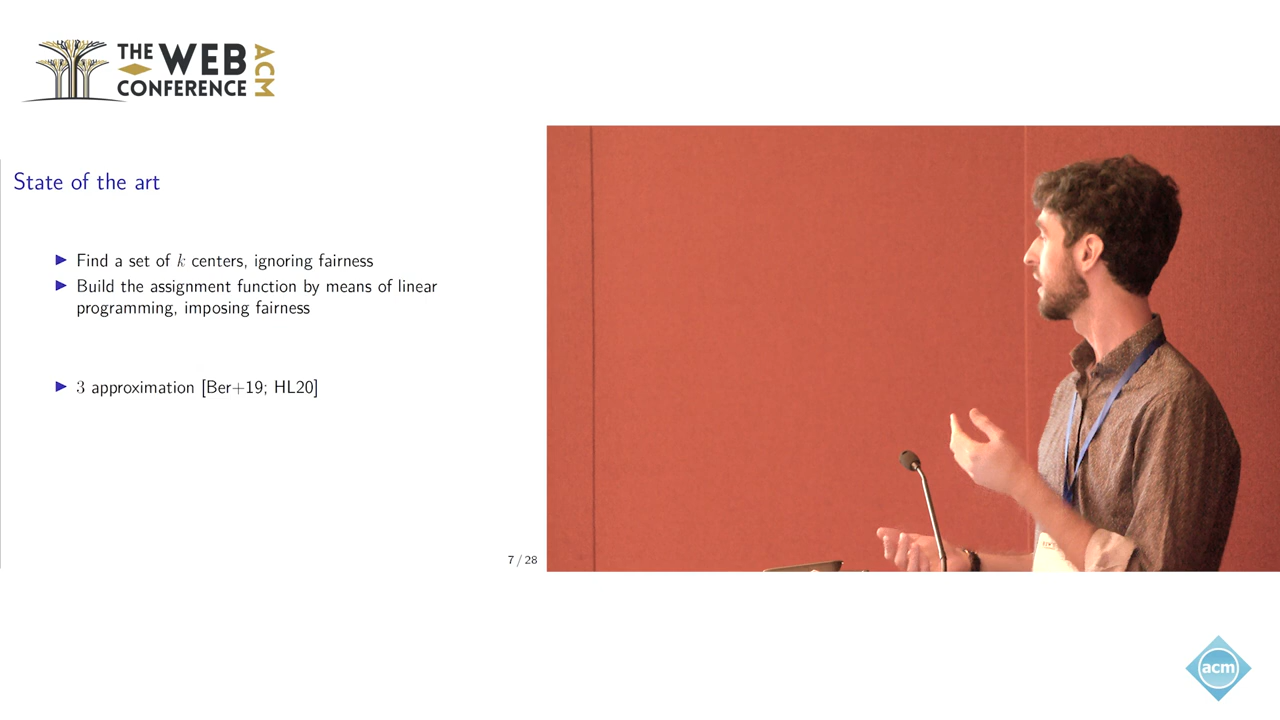 THE WEB
CONFERENCE
ACM
State of the art
▶ Find a set of k centers, ignoring fairness
▶ Build the assignment function by means of linear
programming, imposing fairness
▶ 3 approximation [Ber+19; HL20]
7 / 28
acm